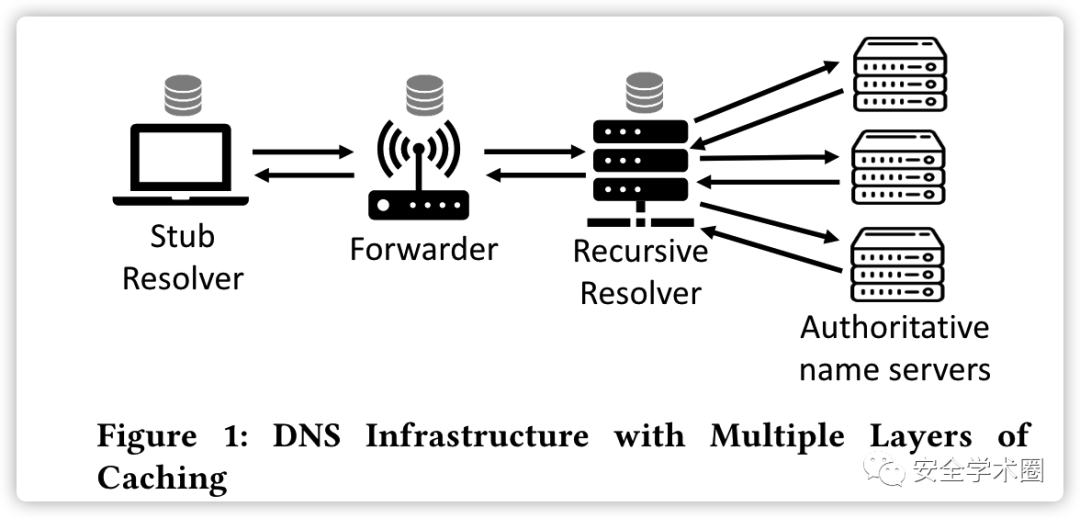 Stub
Resolver
Forwarder
Recursive
Resolver
Authoritative
name servers
Figure 1: DNS Infrastructure with Multiple Layers of
Caching
安全学术圈